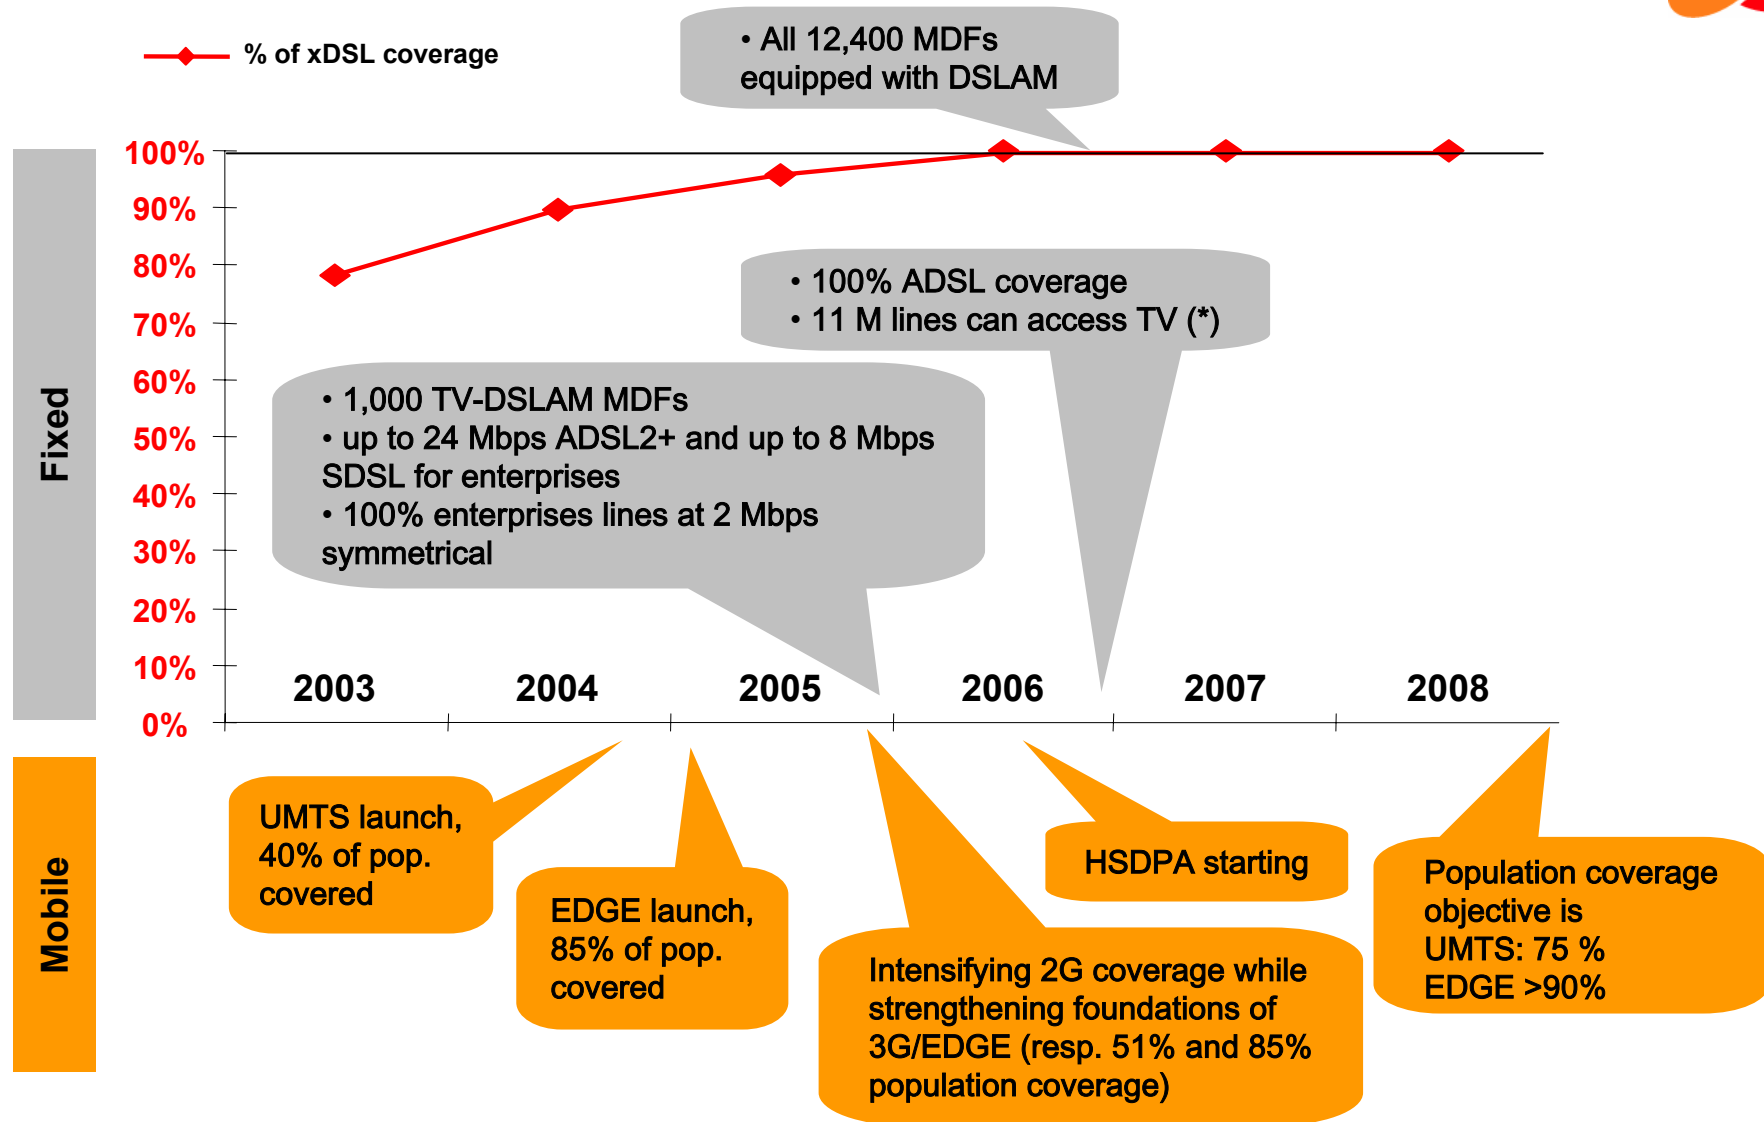 % of xDSL coverage
• All 12,400 MDFs
equipped with DSLAM
Fixed
100%
90%
80%
70%
60%
50%
40%
30%
20%
10%
0%
• 100% ADSL coverage
• 11 M lines can access TV (*)
• 1,000 TV-DSLAM MDFs
• up to 24 Mbps ADSL2+ and up to 8 Mbps
SDSL for enterprises
• 100% enterprises lines at 2 Mbps
symmetrical
2003 2004 2005 2006 2007 2008
Mobile
UMTS launch,
40% of pop.
covered
EDGE launch,
85% of pop.
covered
Intensifying 2G coverage while
strengthening foundations of
3G/EDGE (resp. 51% and 85%
population coverage)
HSDPA starting
Population coverage
objective is
UMTS: 75 %
EDGE >90%